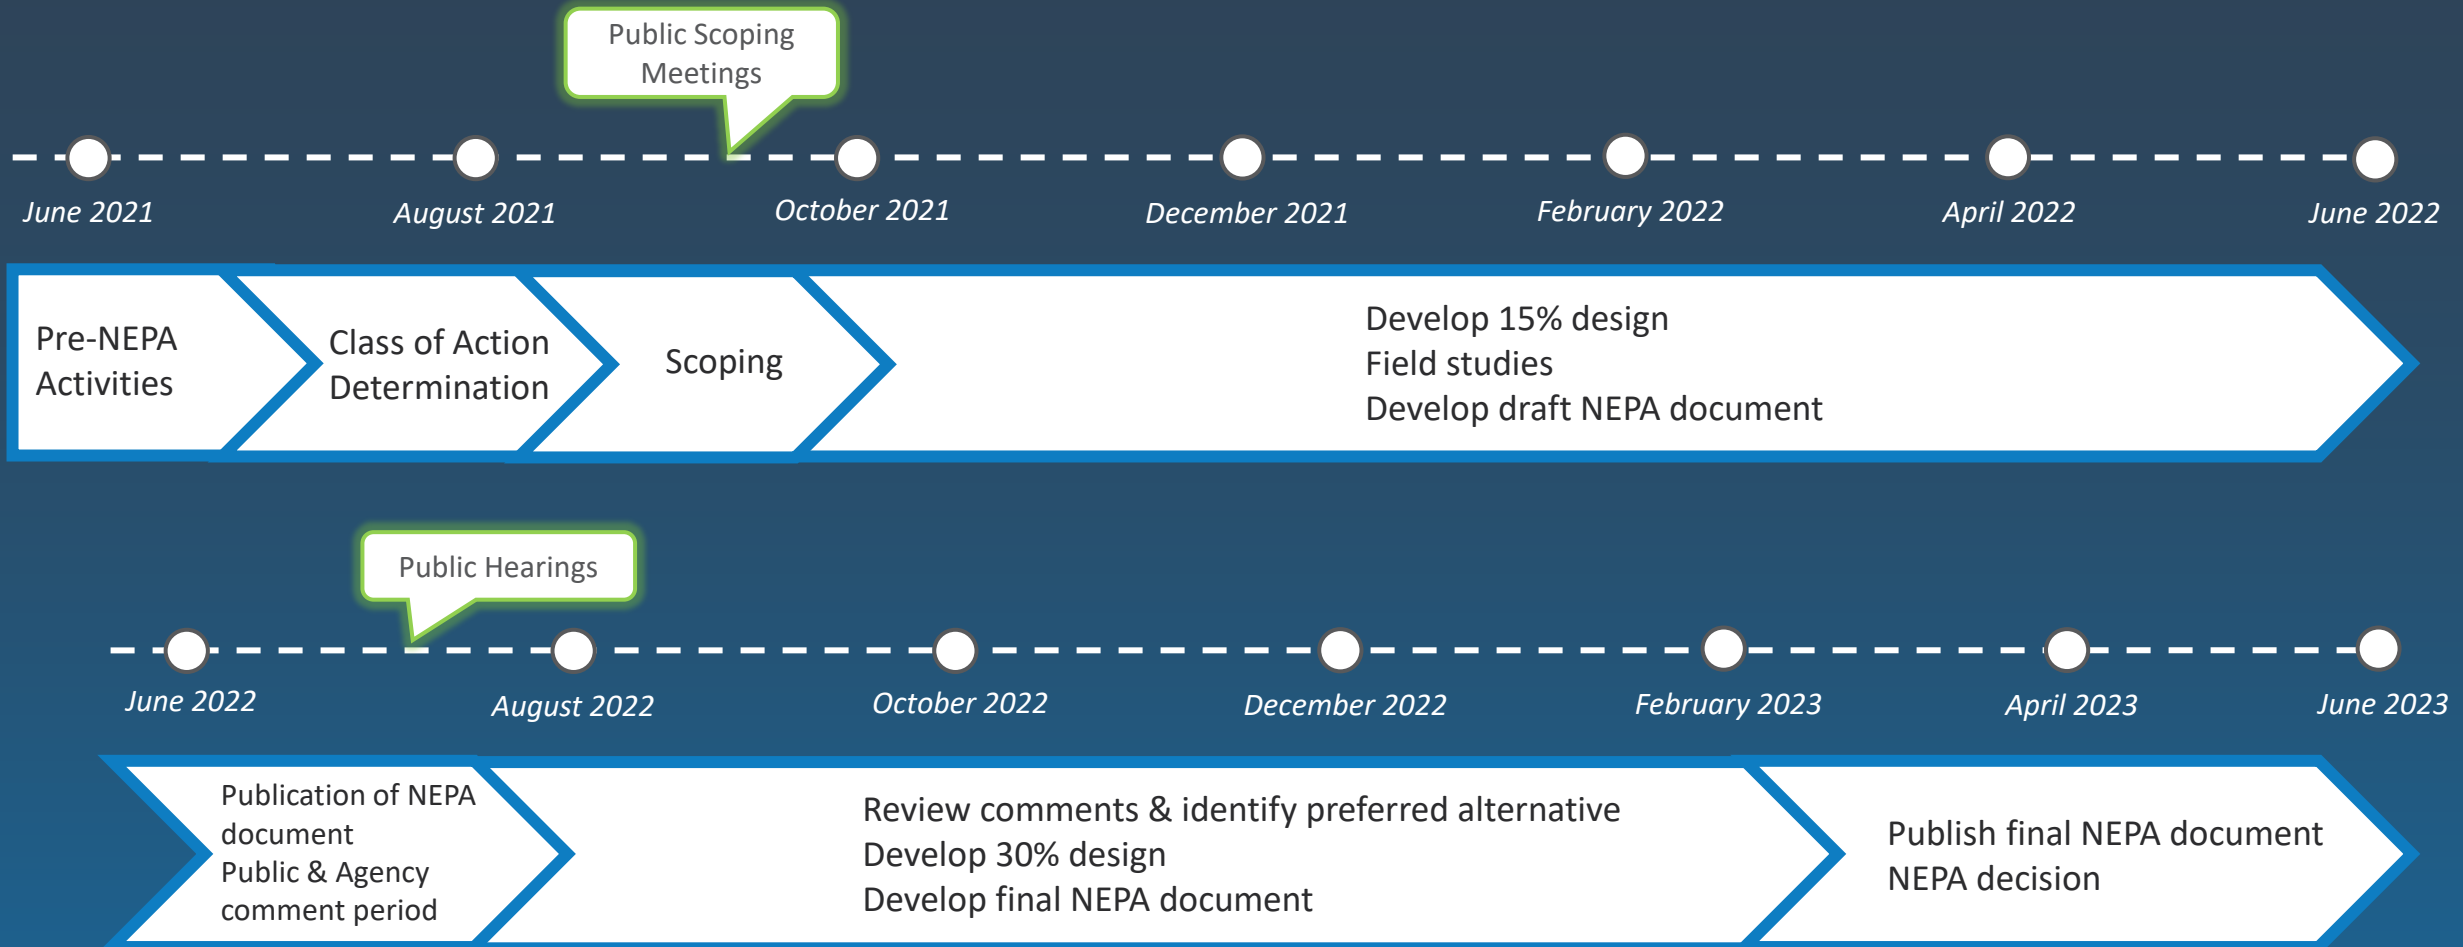 Public Scoping
Meetings
June 2021
August 2021
October 2021
December 2021
February 2022
April 2022
June 2022
Pre-NEPA
Activities
Class of Action
Determination
Scoping
Develop 15% design
Field studies
Develop draft NEPA document
Public Hearings
June 2022
August 2022
October 2022
December 2022
February 2023
April 2023
June 2023
Publication of NEPA
document
Public & Agency
comment period
Review comments & identify preferred alternative
Develop 30% design
Develop final NEPA document
Publish final NEPA document
NEPA decision